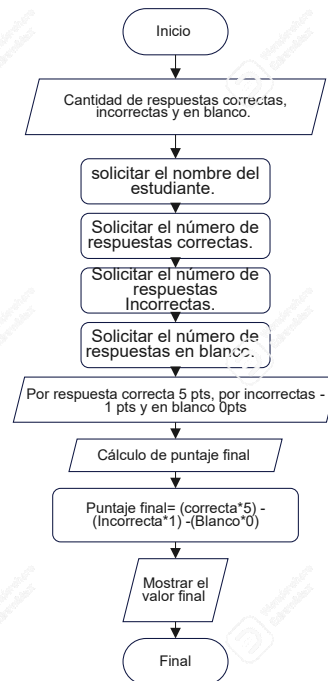 Inicio
Cantidad de respuestas correctas,
incorrectas y en blanco.
solicitar el nombre del
estudiante.
Solicitar el número de
respuestas correctas.
Solicitar el número de
respuestas
Incorrectas.
Solicitar el número de
respuestas en blanco.
Por respuesta correcta 5 pts, por incorrectas -
1 pts y en blanco 0pts
Cálculo de puntaje final
Puntaje final= (correcta*5) -
(Incorrecta*1) -(Blanco*0)
Mostrar el
valor final
Final